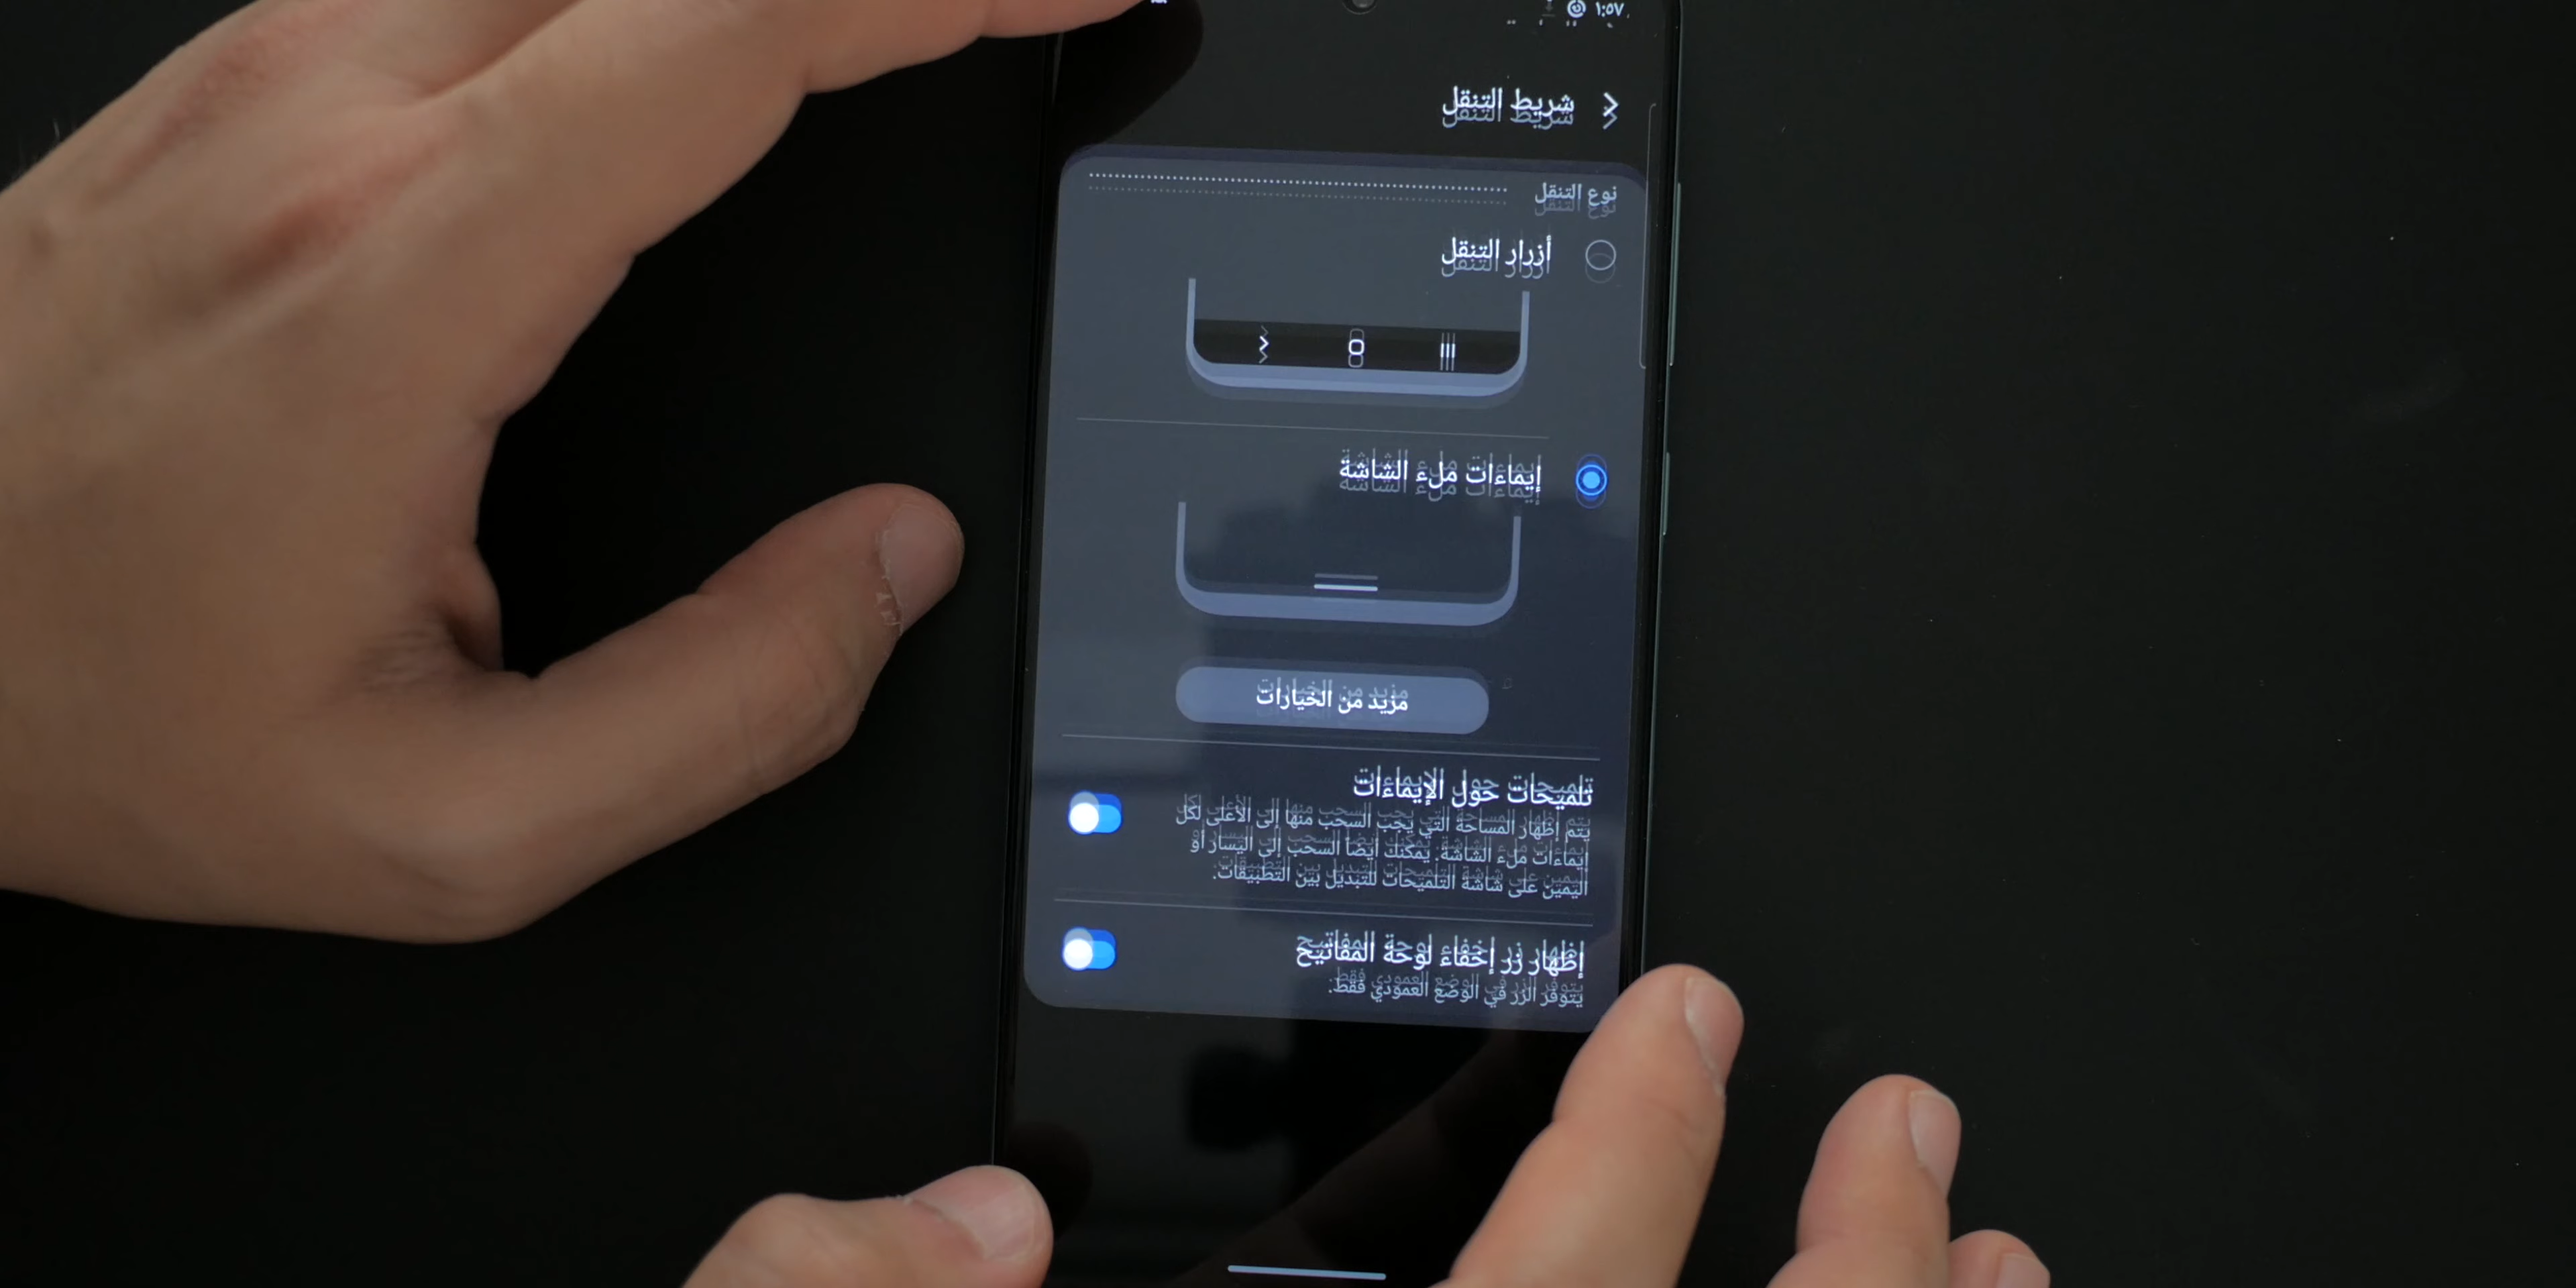 ١:٥٧
شريط التنقل
نوع التنقل
أزرار التنقل
إيماءات ملء الشاشة
مزيد من الخيارات
تلميحات حول الإيماءات
يتم إظهار المساحة التي يجب السحب منها إلى الأعلى لكل
إيماءات ملء الشاشة. يمكنك أيضًا السحب إلى اليسار أو
اليمين على شاشة التلميحات للتبديل بين التطبيقات.
إظهار زر إخفاء لوحة المفاتيح
يتوفر الزر في الوضع العمودي فقط.